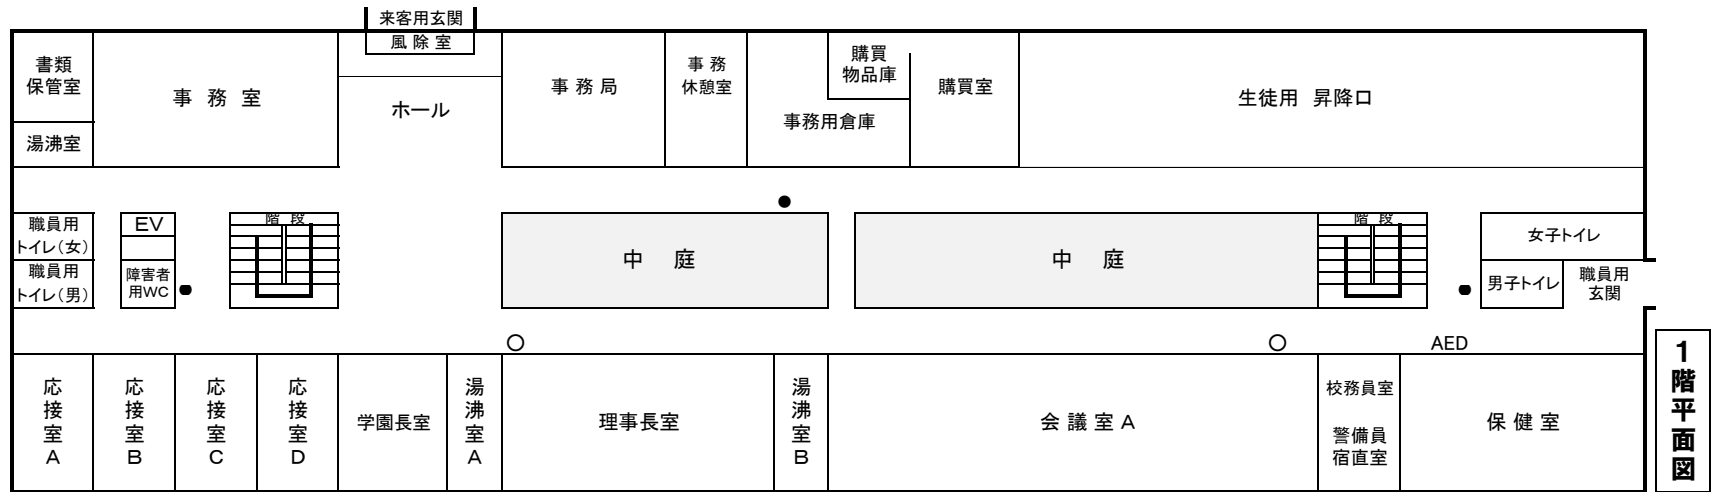 来客用玄関
風 除 室
書類
保管室
湯沸室
事 務 室
ホール
事 務 局
事 務
休憩室
購買
物品庫
事務用倉庫
購買室
生徒用 昇降口
職員用
トイレ(女)
職員用
トイレ(男)
EV
障害者
用WC
階 段
中 庭
中 庭
階 段
女子トイレ
男子トイレ
職員用
玄関
AED
応接室A
応接室B
応接室C
応接室D
学園長室
湯沸室A
理事長室
湯沸室B
会 議 室 A
校務員室
警備員
宿直室
保 健 室
1階平面図